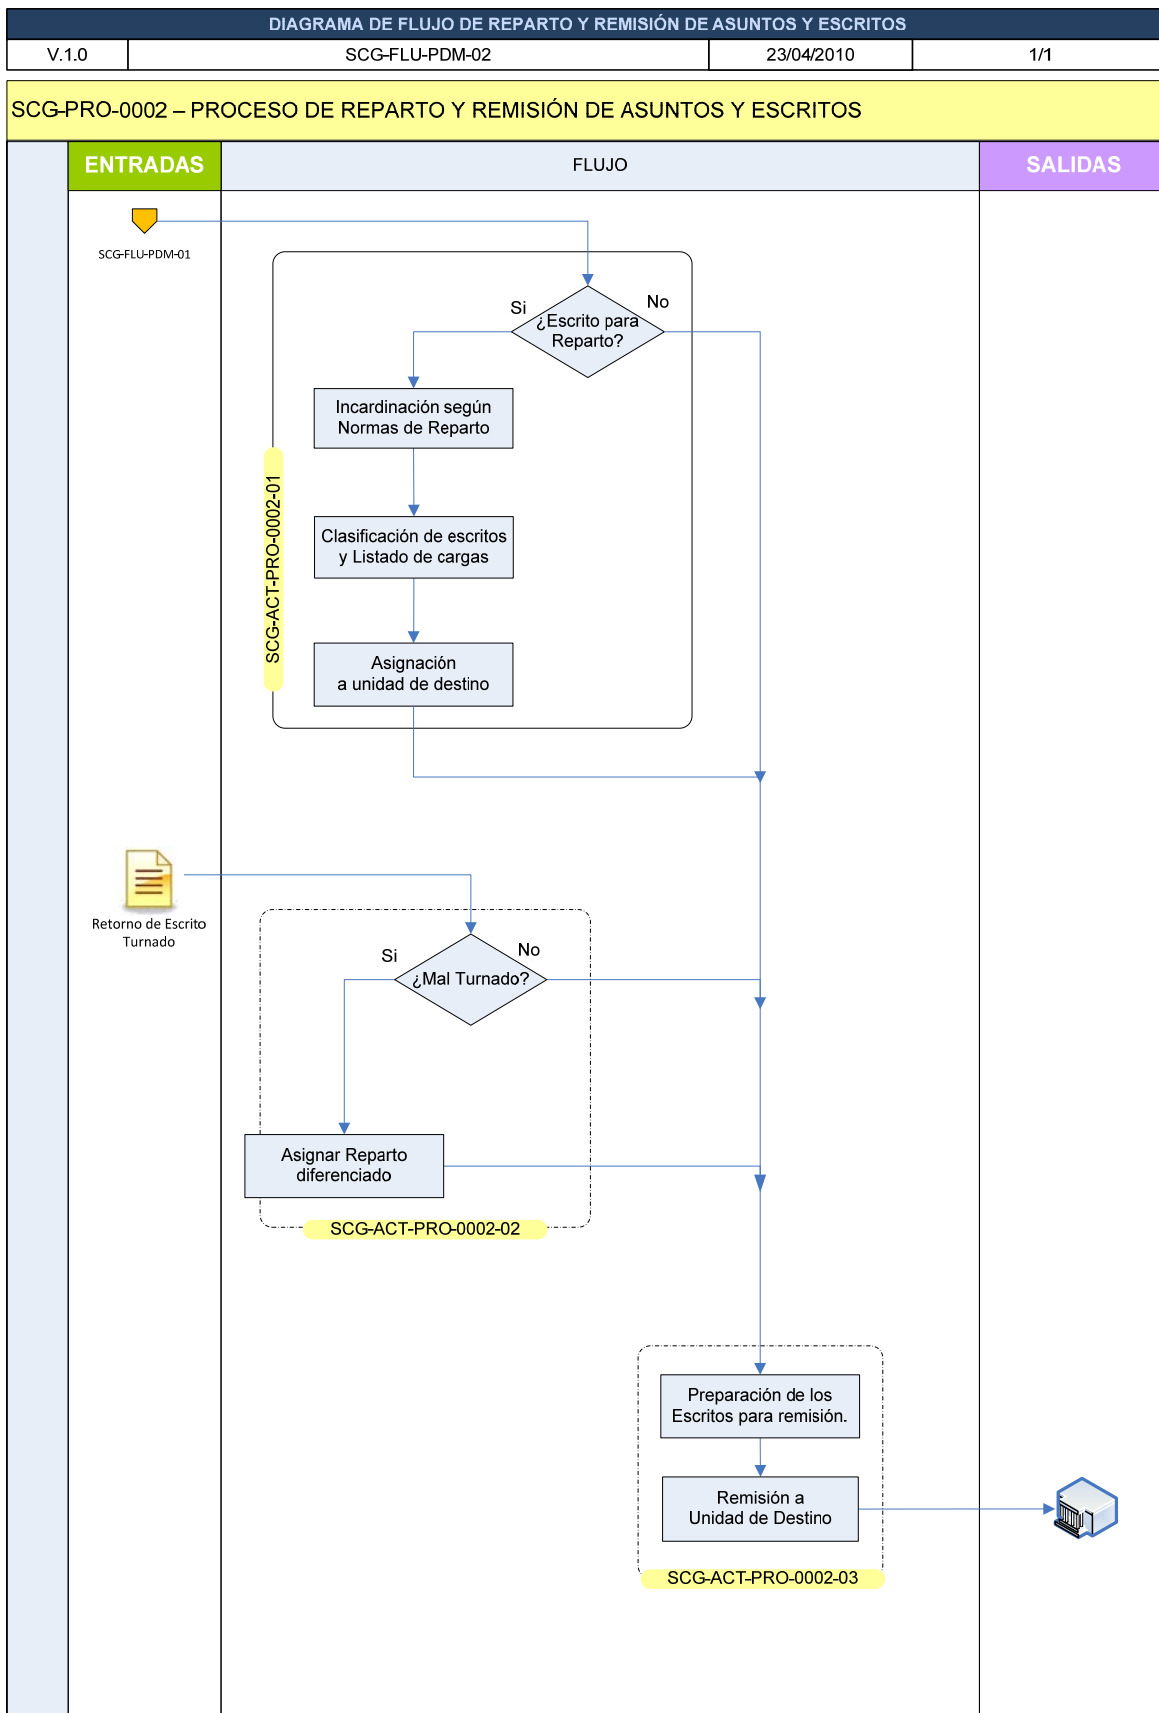 DIAGRAMA DE FLUJO DE REPARTO Y REMISIÓN DE ASUNTOS Y ESCRITOS
V.1.0 SCG-FLU-PDM-02 23/04/2010 1/1
SCG-PRO-0002 – PROCESO DE REPARTO Y REMISIÓN DE ASUNTOS Y ESCRITOS
ENTRADAS FLUJO SALIDAS
SCG-FLU-PDM-01
Si
No
¿Escrito para
Reparto?
Incardinación según
Normas de Reparto
SCG-ACT-PRO-0002-01
Clasificación de escritos
y Listado de cargas
Asignación
a unidad de destino
Retorno de Escrito
Turnado
Si
No
¿Mal Turnado?
Asignar Reparto
diferenciado
SCG-ACT-PRO-0002-02
Preparación de los
Escritos para remisión.
Remisión a
Unidad de Destino
SCG-ACT-PRO-0002-03